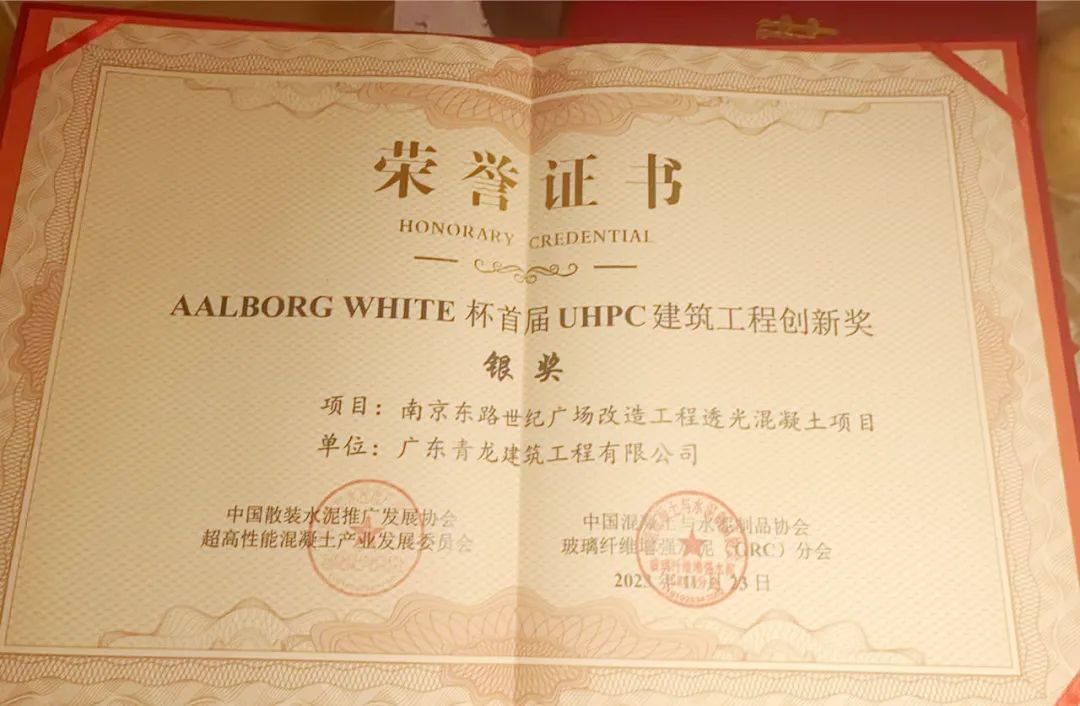 荣誉证书
HONORARY CREDENTIAL
AALBORG WHITE 杯首届 UHPC 建筑工程创新奖
银奖
项目：南京东路世纪广场改造工程透光混凝土项目
单位：广东青龙建筑工程有限公司
中国散装水泥推广发展协会
超高性能混凝土产业发展委员会
中国混凝土与水泥制品协会
玻璃纤维增强水泥（GRC）分会
2023 年 11 月 23 日